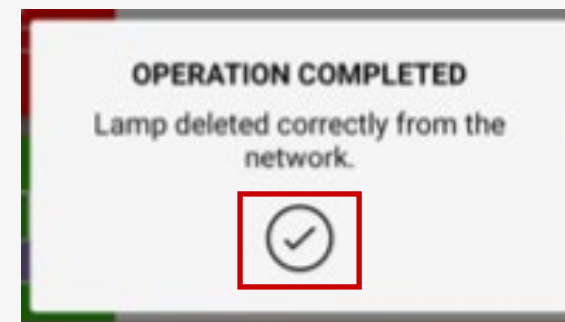 OPERATION COMPLETED
Lamp deleted correctly from the
network.